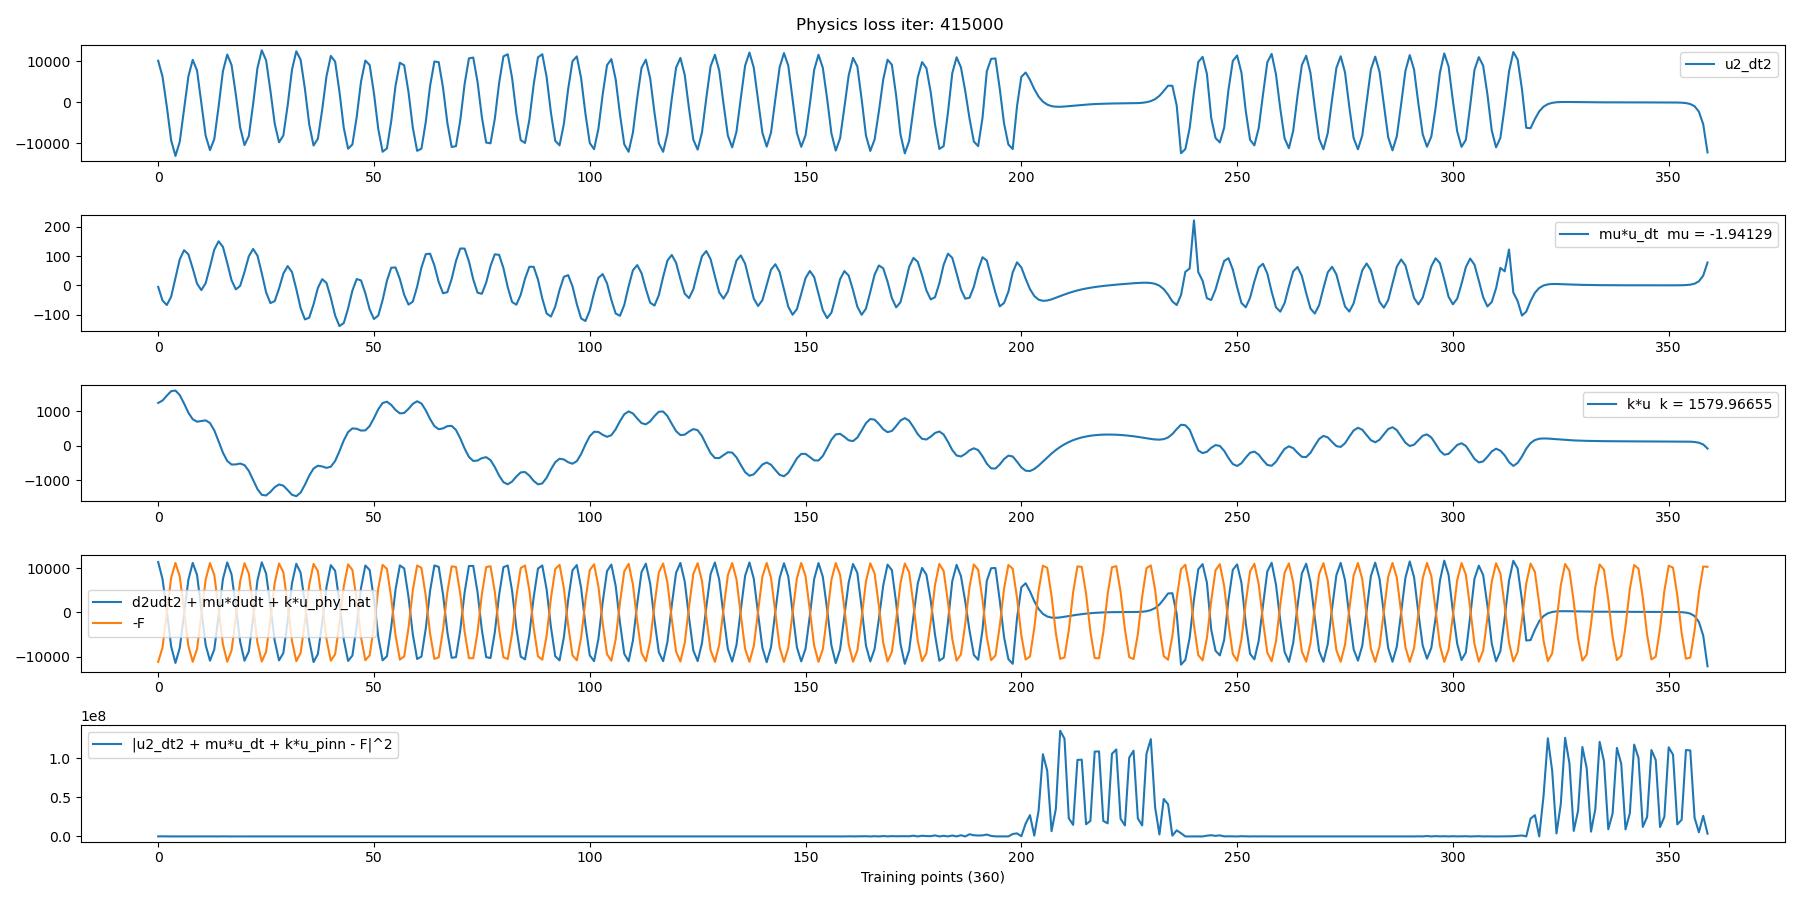 Physics loss iter: 415000
10000
0
−10000
u2_dt2
0 50 100 150 200 250 300 350
200
100
0
−100
mu*u_dt mu = -1.94129
0 50 100 150 200 250 300 350
1000
0
−1000
k*u k = 1579.96655
0 50 100 150 200 250 300 350
10000
0
−10000
d2udt2 + mu*dudt + k*u_phy_hat
-F
0 50 100 150 200 250 300 350
1e8
1.0
0.5
0.0
|u2_dt2 + mu*u_dt + k*u_pinn - F|^2
0 50 100 150 200 250 300 350
Training points (360)